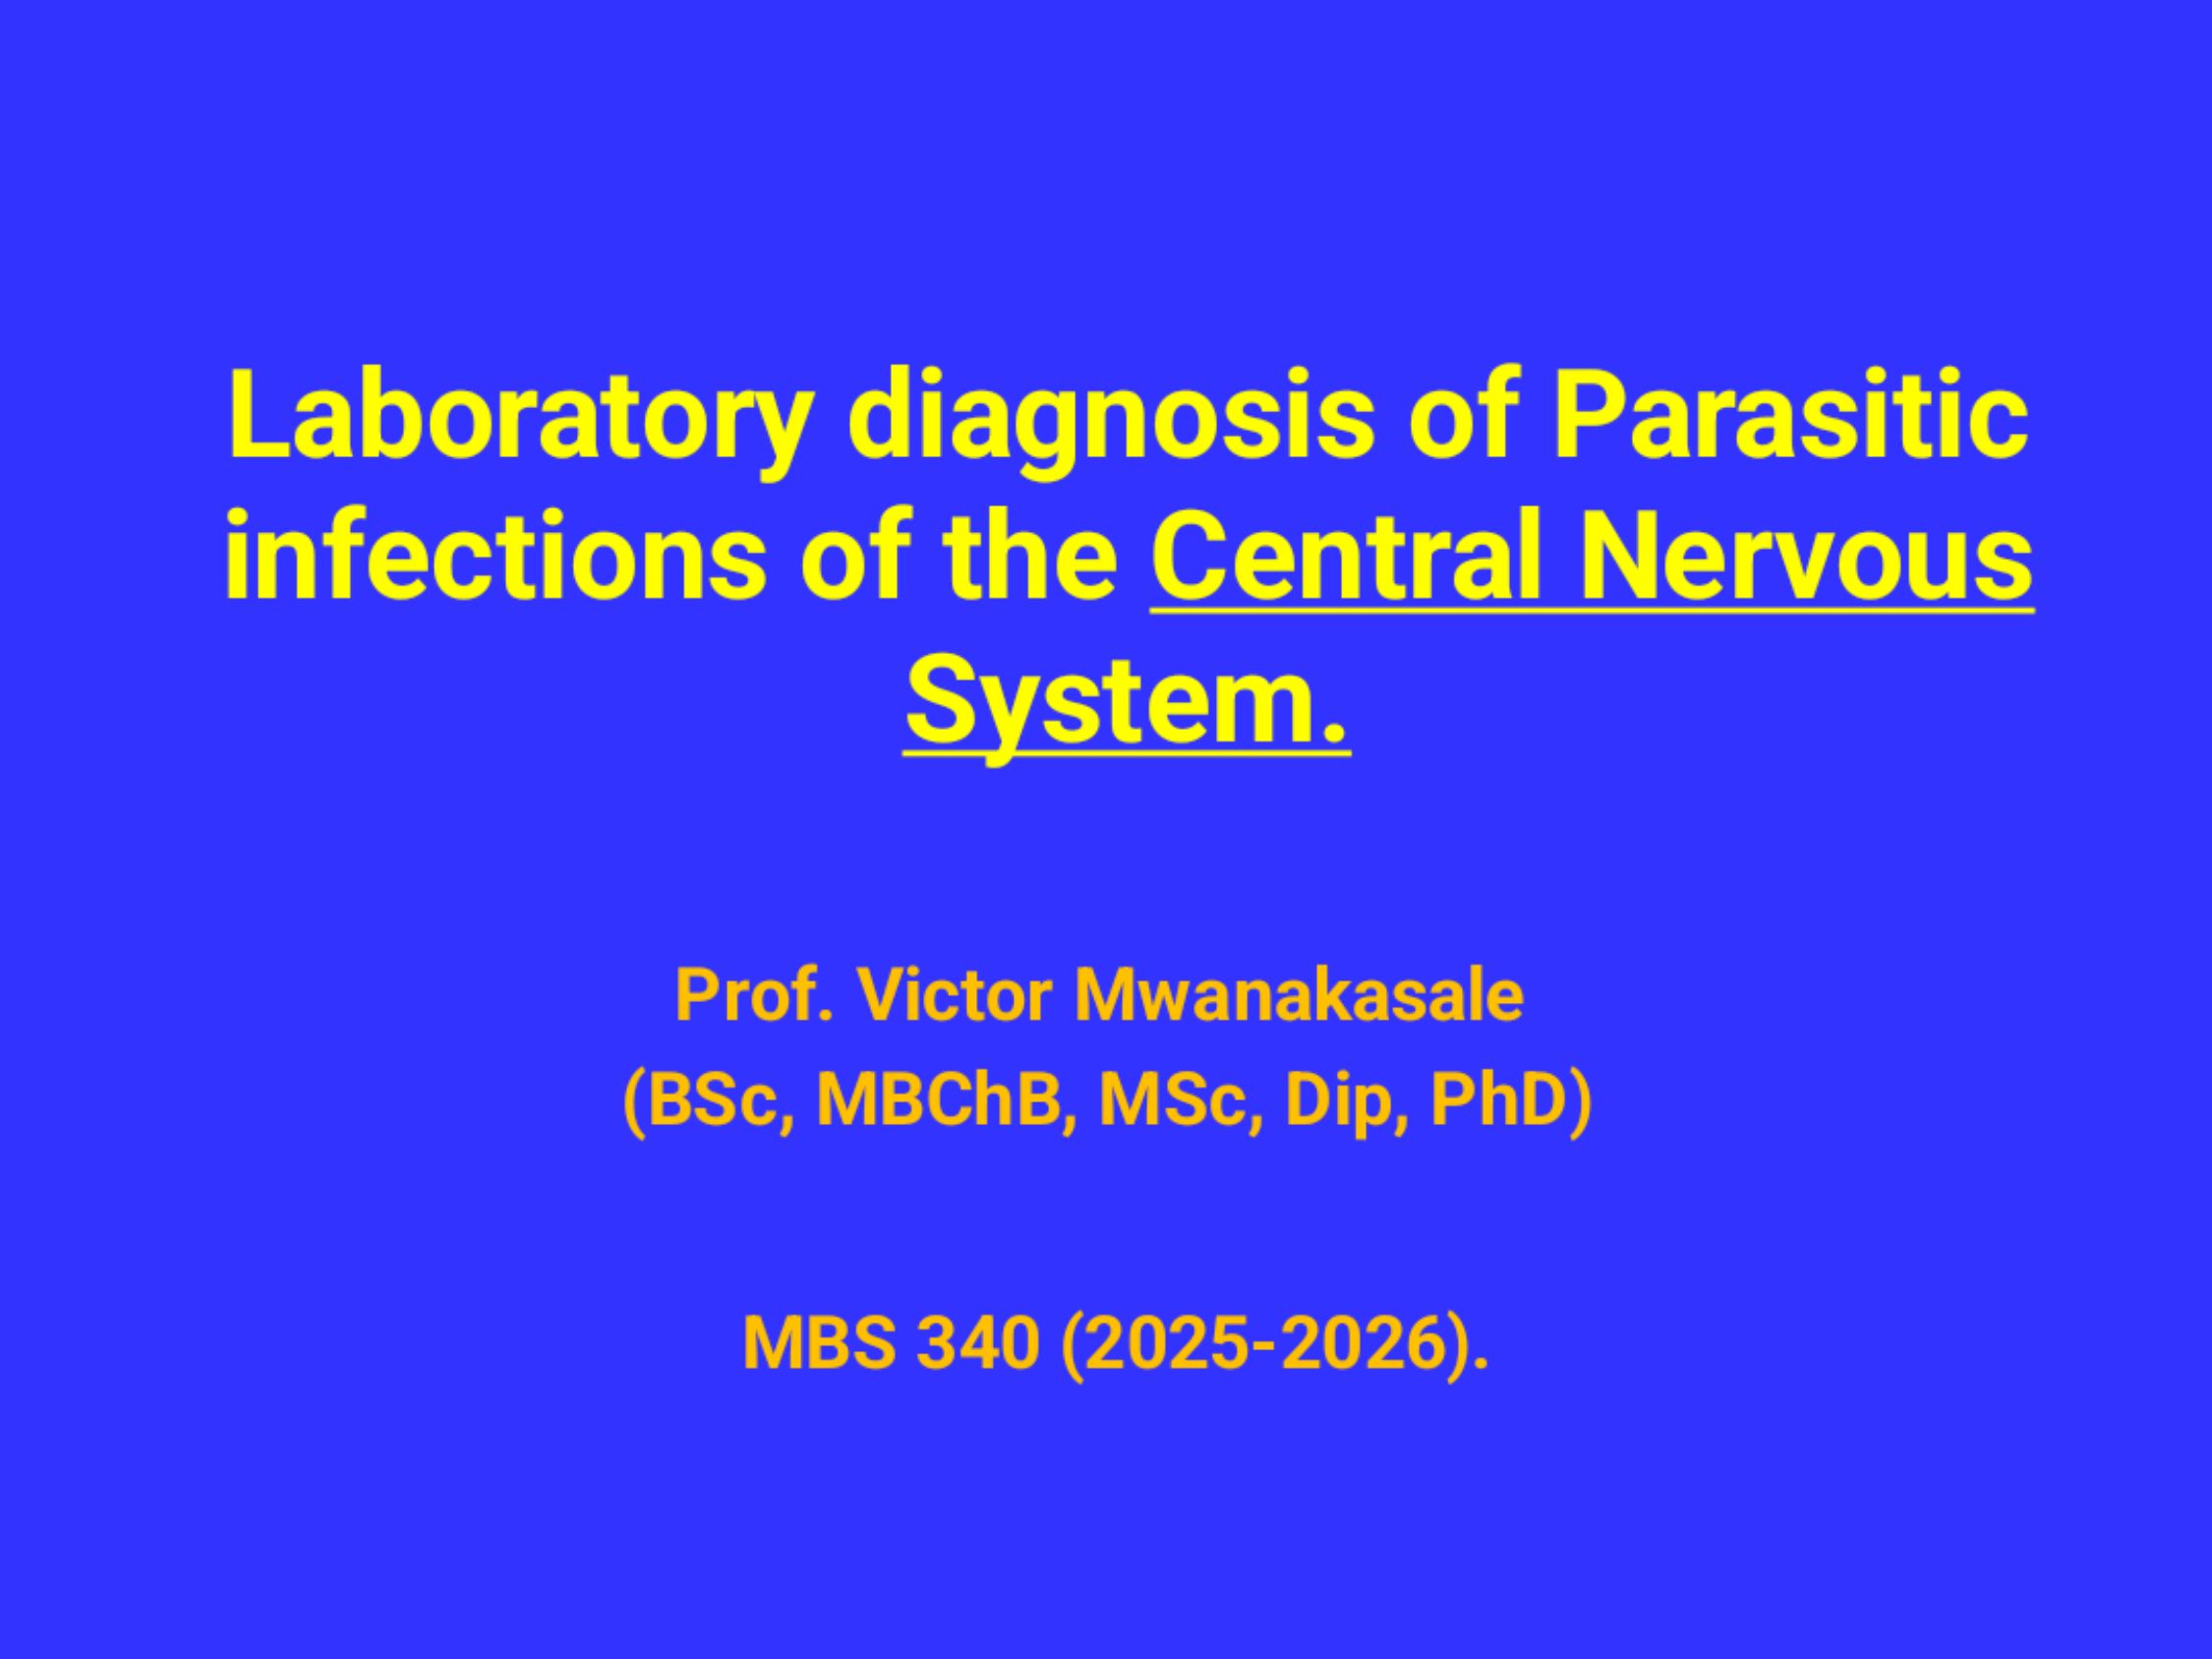 Laboratory diagnosis of Parasitic
infections of the Central Nervous
System.
Prof. Victor Mwanakasale
(BSc, MBChB, MSc, Dip, PhD)
MBS 340 (2025-2026).